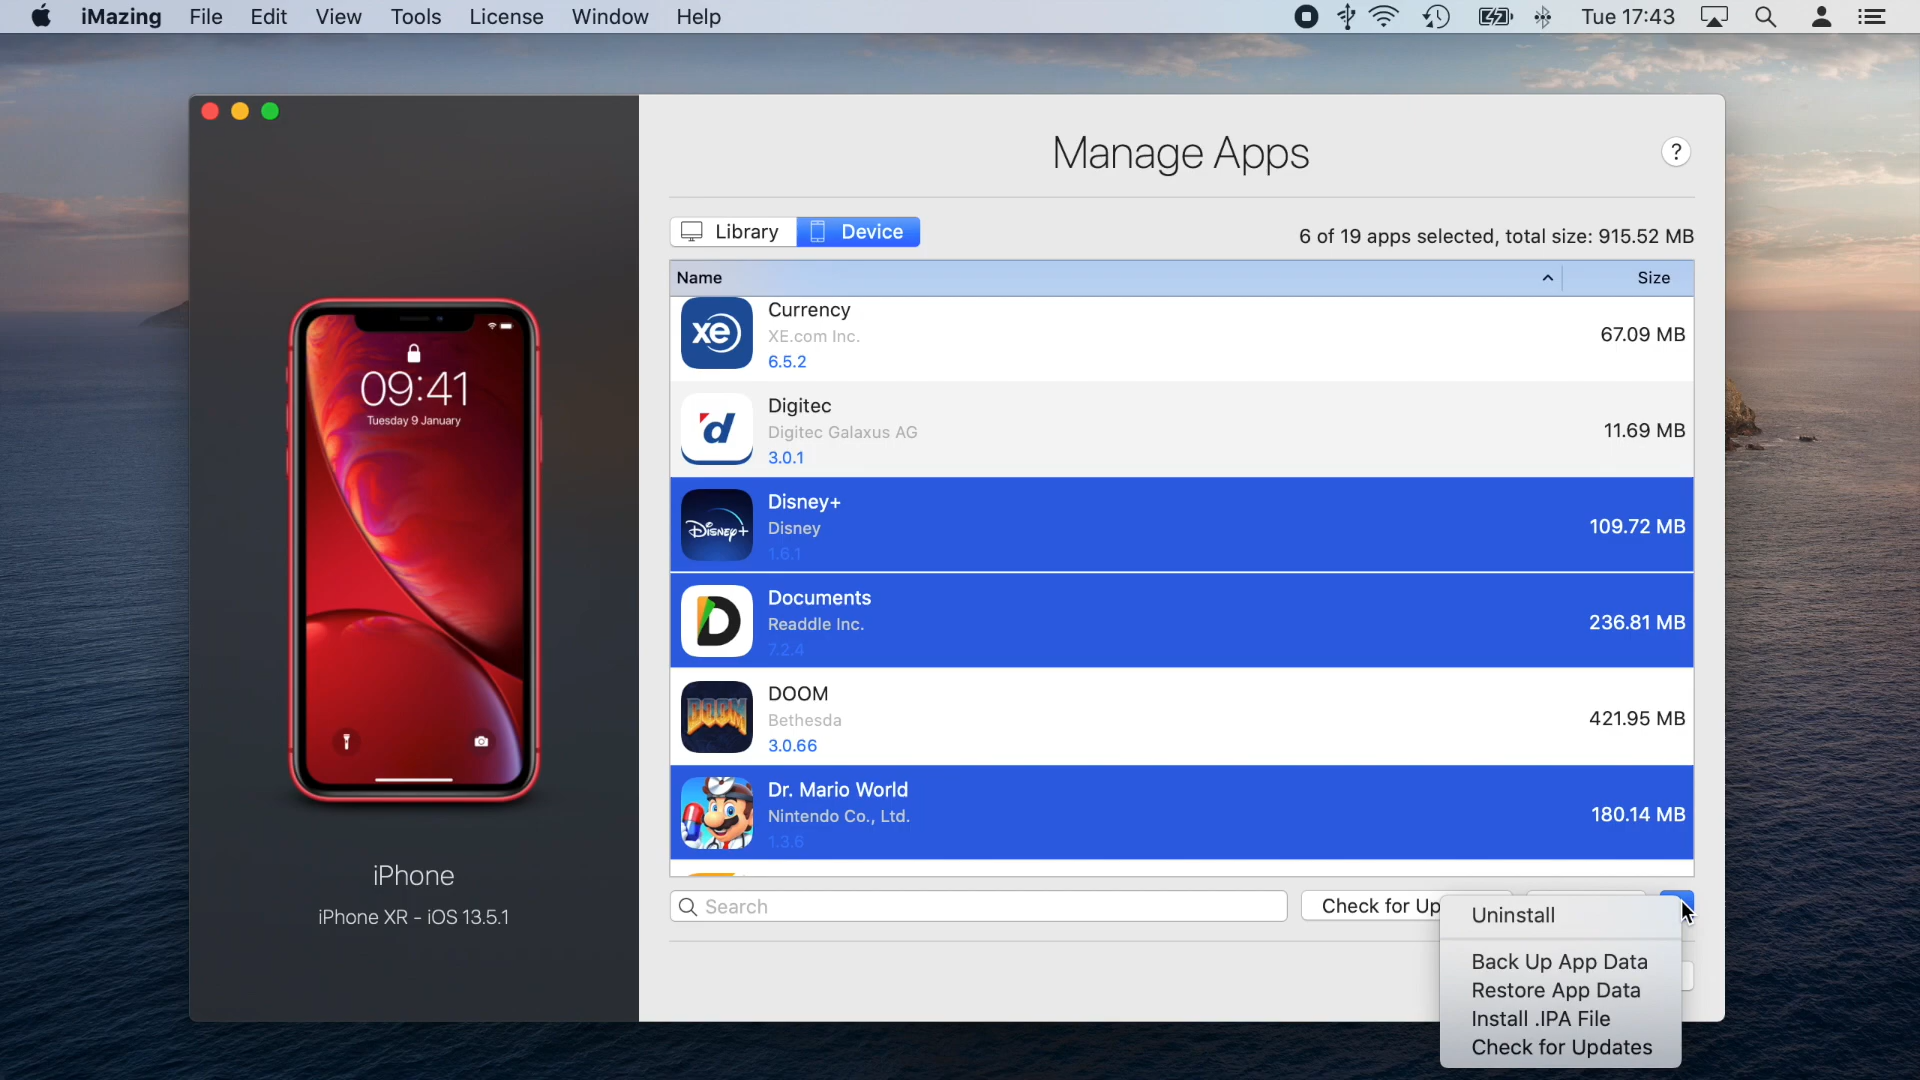 iMazing File Edit View Tools License Window Help Tue 17:43
Manage Apps
?
Library Device
6 of 19 apps selected, total size: 915.52 MB
Name Size
xe
Currency
XE.com Inc.
6.5.2
67.09 MB
d
Digitec
Digitec Galaxus AG
3.0.1
11.69 MB
Disney+
Disney+
Disney
1.6.1
109.72 MB
D
Documents
Readdle Inc.
7.2.4
236.81 MB
DOOM
DOOM
Bethesda
3.0.66
421.95 MB
Dr. Mario World
Nintendo Co., Ltd.
1.3.6
180.14 MB
09:41
Tuesday 9 January
iPhone
iPhone XR - iOS 13.5.1
Search
Check for Up
Uninstall
Back Up App Data
Restore App Data
Install .IPA File
Check for Updates